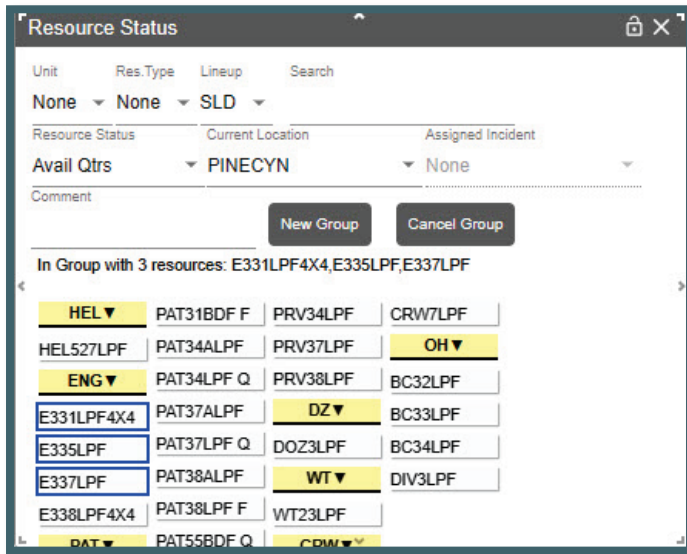 Resource Status
Unit Res.Type Lineup Search
None None SLD
Resource Status Current Location Assigned Incident
Avail Qtrs PINECYN None
Comment
New Group Cancel Group
In Group with 3 resources: E331LPF4X4,E335LPF,E337LPF
HEL▼ PAT31BDF F PRV34LPF CRW7LPF
HEL527LPF PAT34ALPF PRV37LPF OH▼
ENG▼ PAT34LPF Q PRV38LPF BC32LPF
E331LPF4X4 PAT37ALPF DZ▼ BC33LPF
E335LPF PAT37LPF Q DOZ3LPF BC34LPF
E337LPF PAT38ALPF WT▼ DIV3LPF
E338LPF4X4 PAT38LPF F WT23LPF
PAT▼ PAT55BDF Q CRW▼